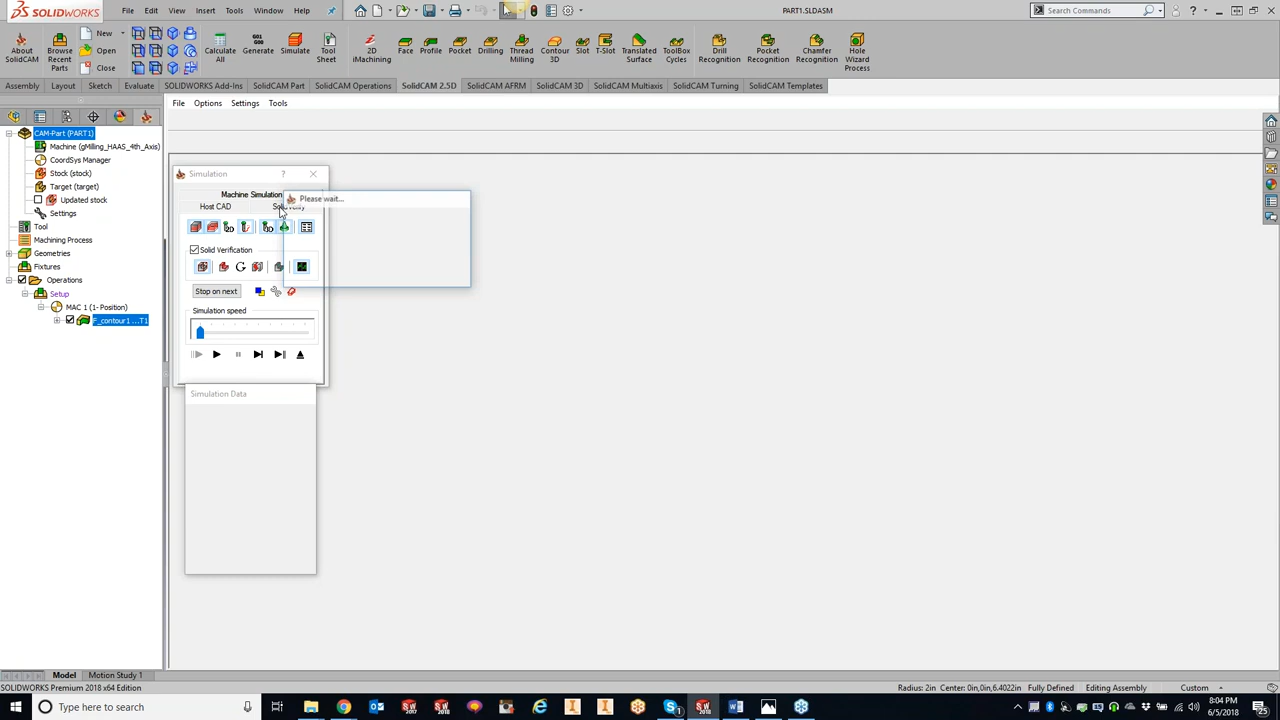 SOLIDWORKS
File Edit View Insert Tools Window Help
PART1.SLDASM
Search Commands
About SolidCAM
Browse Recent Parts
New
Open
Close
Calculate All
G01 G00
Generate
Simulate
Tool Sheet
2D iMachining
Face
Profile
Pocket
Drilling
Thread Milling
Contour 3D
Slot
T-Slot
Translated Surface
ToolBox Cycles
Drill Recognition
Pocket Recognition
Chamfer Recognition
Hole Wizard Process
Assembly Layout Sketch Evaluate SOLIDWORKS Add-Ins SolidCAM Part SolidCAM Operations SolidCAM 2.5D SolidCAM AFRM SolidCAM 3D SolidCAM Multiaxis SolidCAM Turning SolidCAM Templates
File Options Settings Tools
CAM-Part (PART1)
Machine (gMilling_HAAS_4th_Axis)
CoordSys Manager
Stock (stock)
Target (target)
Updated stock
Settings
Tool
Machining Process
Geometries
Fixtures
Operations
Setup
MAC 1 (1- Position)
F_contour1 ...T1
Simulation
Machine Simulation
Host CAD
Please wait...
Solid Verification
Stop on next
Simulation speed
Simulation Data
Model Motion Study 1
SOLIDWORKS Premium 2018 x64 Edition
Radius: 2in Center: 0in,0in,6.4022in Fully Defined Editing Assembly Custom
Type here to search
8:04 PM
6/5/2018